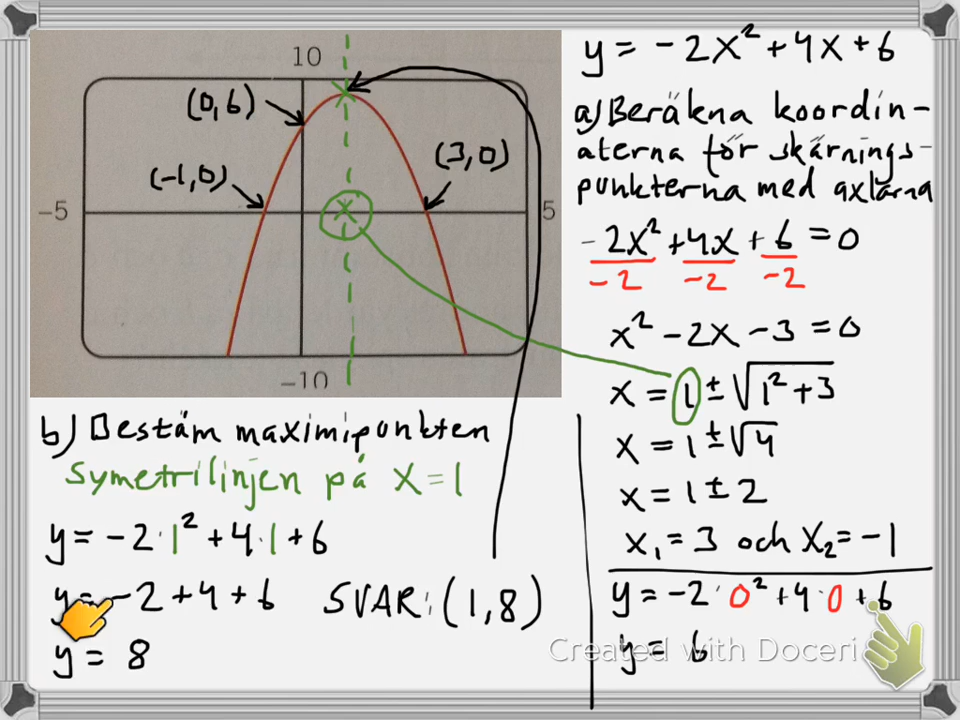 10
(0,6)
(-1,0)
(3,0)
-5
5
-10
y = -2x² + 4x + 6
a) Beräkna koordin-
aterna för skärnings-
punkterna med axlarna
-2x² + 4x + 6 = 0
-2 -2 -2
x² - 2x - 3 = 0
x = 1 ± √1² + 3
x = 1 ± √4
x = 1 ± 2
x₁ = 3 och x₂ = -1
y = -2 · 0² + 4 · 0 + 6
y = 6
b) Bestäm maximipunkten
Symetrilinjen på x = 1
y = -2 · 1² + 4 · 1 + 6
y = -2 + 4 + 6
SVAR: (1,8)
y = 8
Created with Doceri